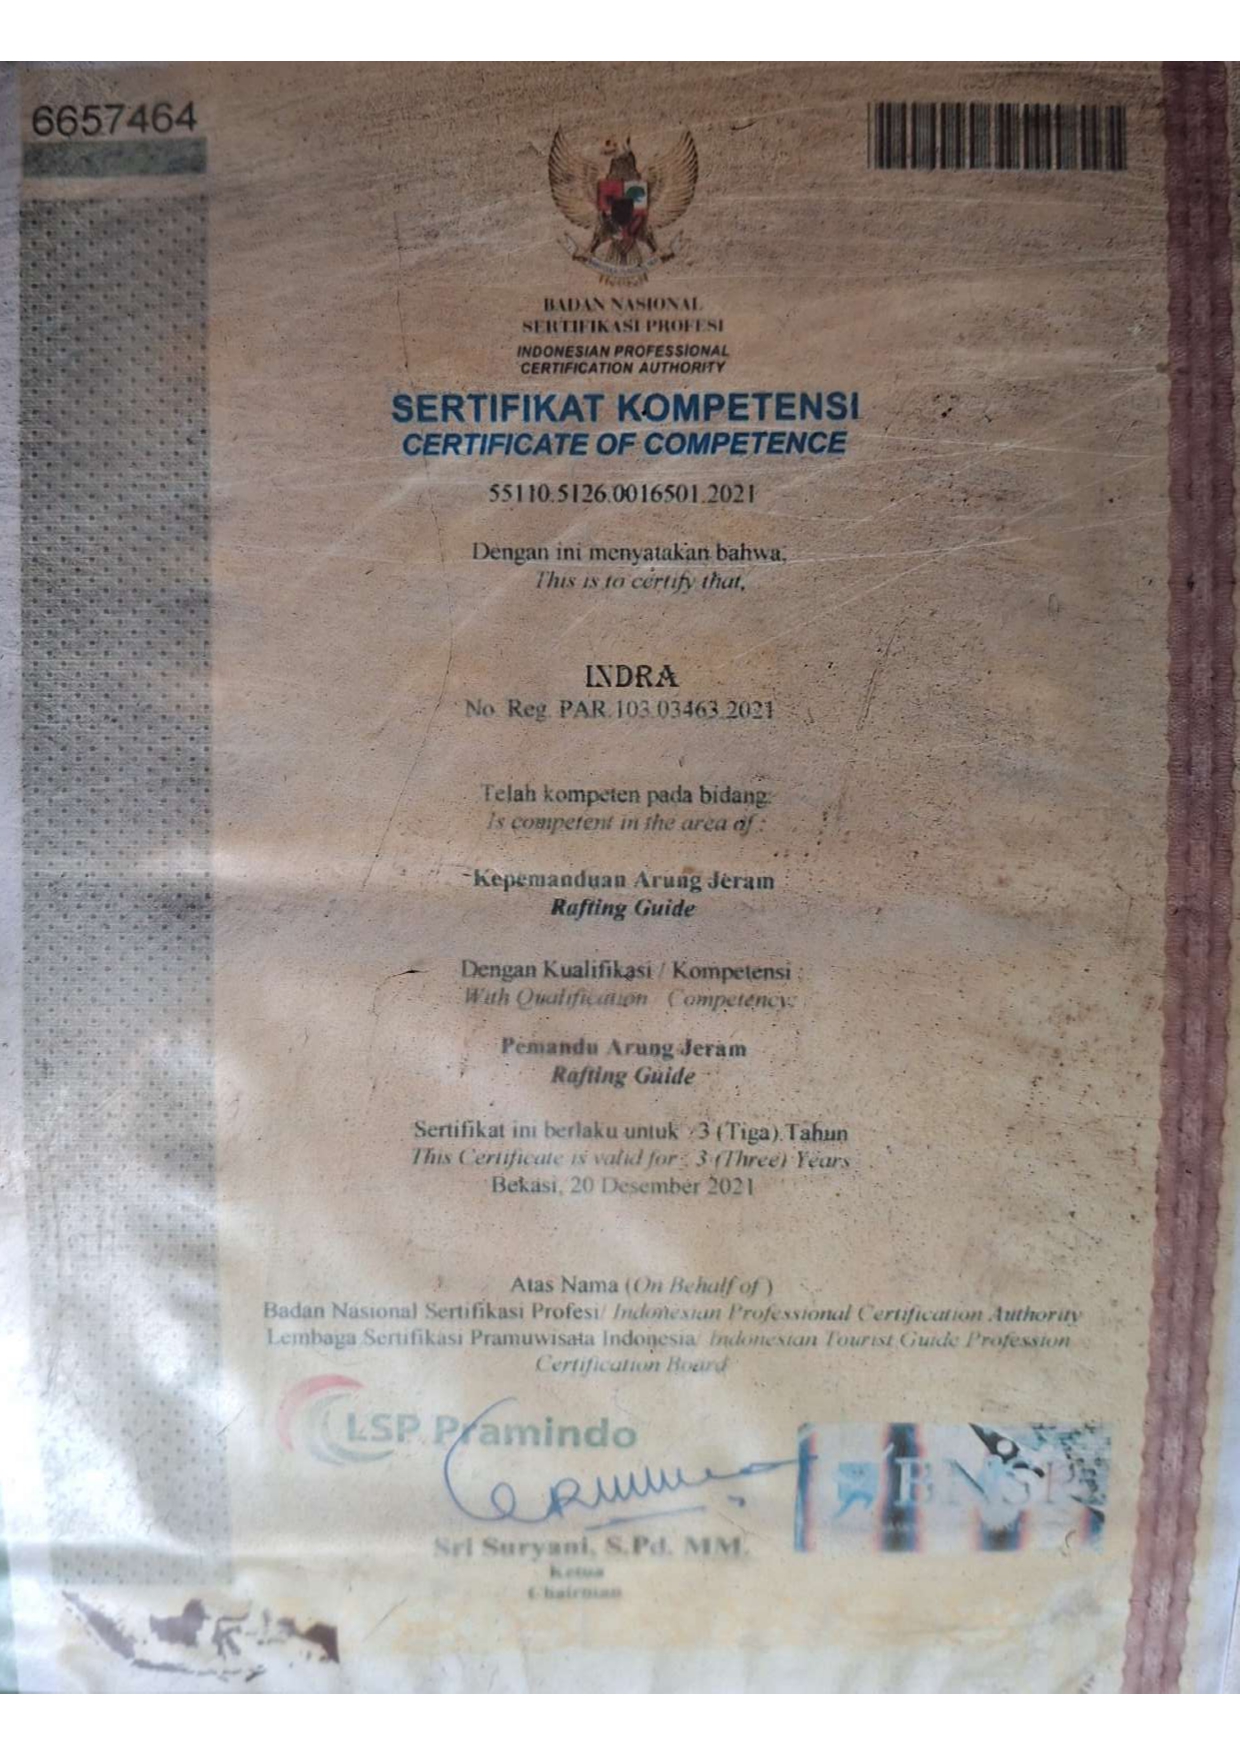 6657464
BADAN NASIONAL
SERTIFIKASI PROFESI
INDONESIAN PROFESSIONAL
CERTIFICATION AUTHORITY
SERTIFIKAT KOMPETENSI
CERTIFICATE OF COMPETENCE
55110.5126.0016501.2021
Dengan ini menyatakan bahwa,
This is to certify that,
INDRA
No. Reg. PAR.103.03463.2021
Telah kompeten pada bidang:
Is competent in the area of :
Kepemanduan Arung Jeram
Rafting Guide
Dengan Kualifikasi / Kompetensi :
With Qualification Competency:
Pemandu Arung Jeram
Rafting Guide
Sertifikat ini berlaku untuk : 3 (Tiga) Tahun
This Certificate is valid for : 3 (Three) Years
Bekasi, 20 Desember 2021
Atas Nama (On Behalf of)
Badan Nasional Sertifikasi Profesi/ Indonesian Professional Certification Authority
Lembaga Sertifikasi Pramuwisata Indonesia/ Indonesian Tourist Guide Profession
Certification Board
LSP Pramindo
BNSP
Sri Suryani, S.Pd. MM.
Ketua
Chairman